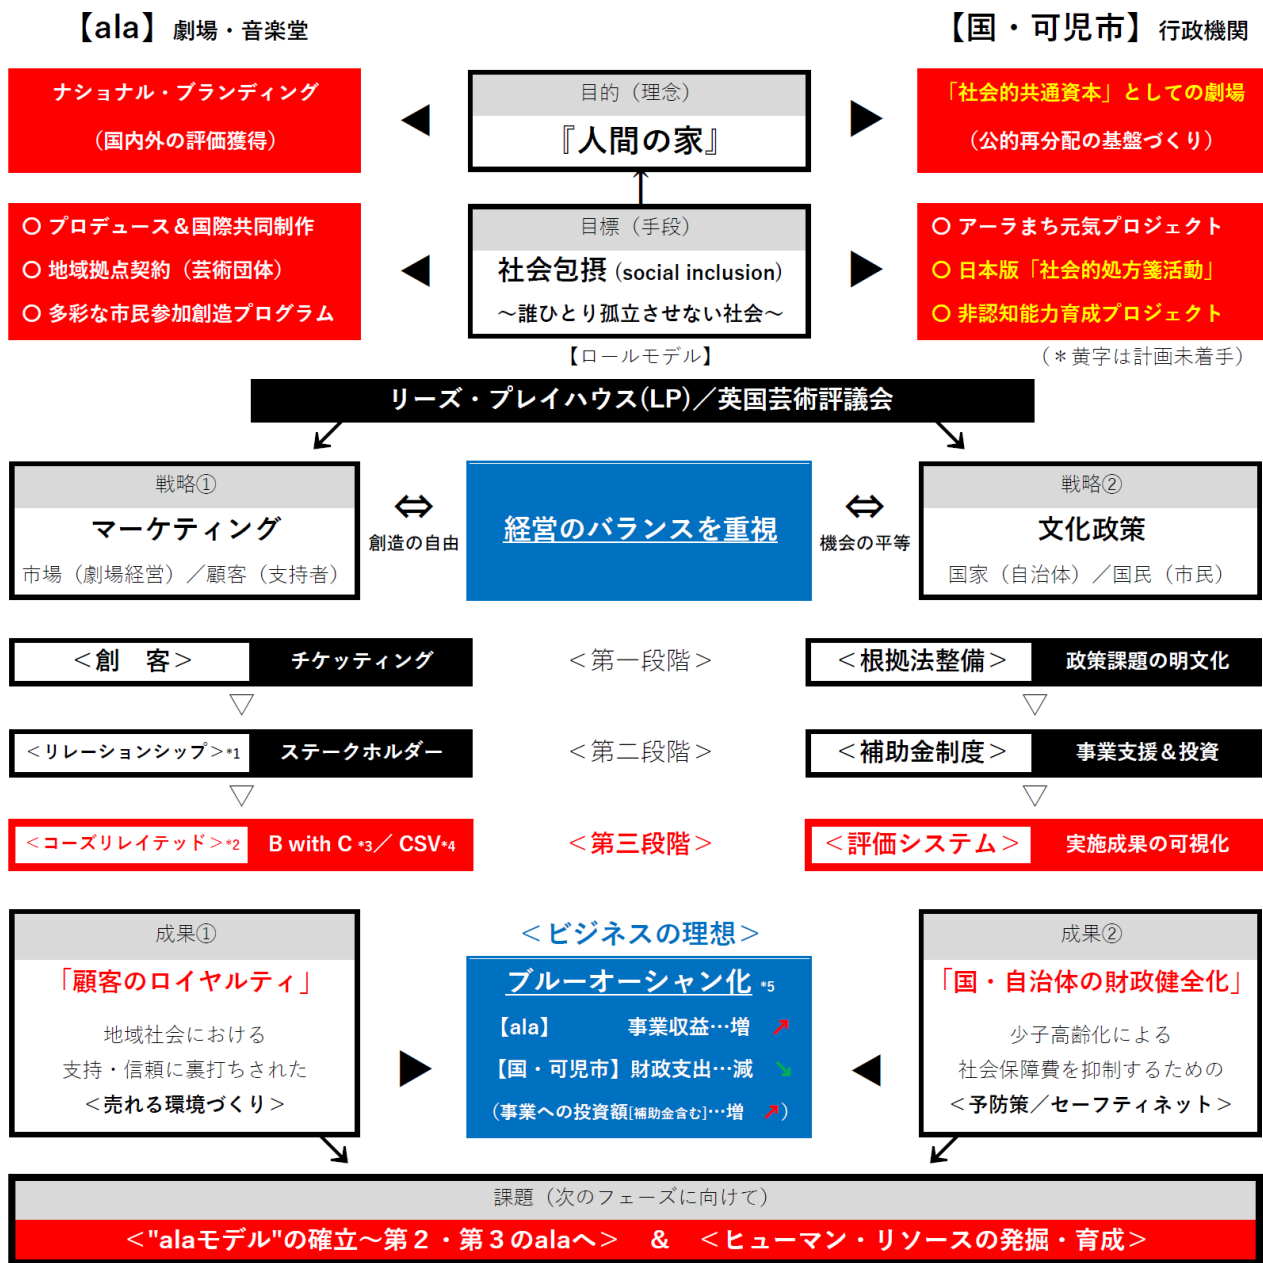 【ala】劇場・音楽堂
【国・可児市】行政機関
ナショナル・ブランディング
（国内外の評価獲得）
目的（理念）
『人間の家』
「社会的共通資本」としての劇場
（公的再分配の基盤づくり）
〇 プロデュース＆国際共同制作
〇 地域拠点契約（芸術団体）
〇 多彩な市民参加創造プログラム
目標（手段）
社会包摂 (social inclusion)
～誰ひとり孤立させない社会～
〇 アーラまち元気プロジェクト
〇 日本版「社会的処方箋活動」
〇 非認知能力育成プロジェクト
【ロールモデル】
（＊黄字は計画未着手）
リーズ・プレイハウス(LP)／英国芸術評議会
戦略①
マーケティング
市場（劇場経営）／顧客（支持者）
創造の自由
経営のバランスを重視
機会の平等
戦略②
文化政策
国家（自治体）／国民（市民）
＜創　客＞ チケッティング
＜第一段階＞
＜根拠法整備＞ 政策課題の明文化
▽
▽
＜リレーションシップ＞*1 ステークホルダー
＜第二段階＞
＜補助金制度＞ 事業支援＆投資
▽
▽
＜コーズリレイテッド＞*2 B with C *3／ CSV*4
＜第三段階＞
＜評価システム＞ 実施成果の可視化
成果①
「顧客のロイヤルティ」
地域社会における
支持・信頼に裏打ちされた
＜売れる環境づくり＞
＜ビジネスの理想＞
ブルーオーシャン化 *5
【ala】　事業収益…増 ↗
【国・可児市】財政支出…減 ↘
（事業への投資額[補助金含む]…増 ↗）
成果②
「国・自治体の財政健全化」
少子高齢化による
社会保障費を抑制するための
＜予防策／セーフティネット＞
課題（次のフェーズに向けて）
＜"alaモデル"の確立～第２・第３のalaへ＞　＆　＜ヒューマン・リソースの発掘・育成＞